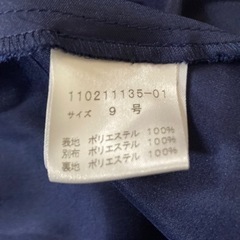 110211135-01
サイズ 9 号
表地 ポリエステル 100%
別布 ポリエステル 100%
裏地 ポリエステル 100%